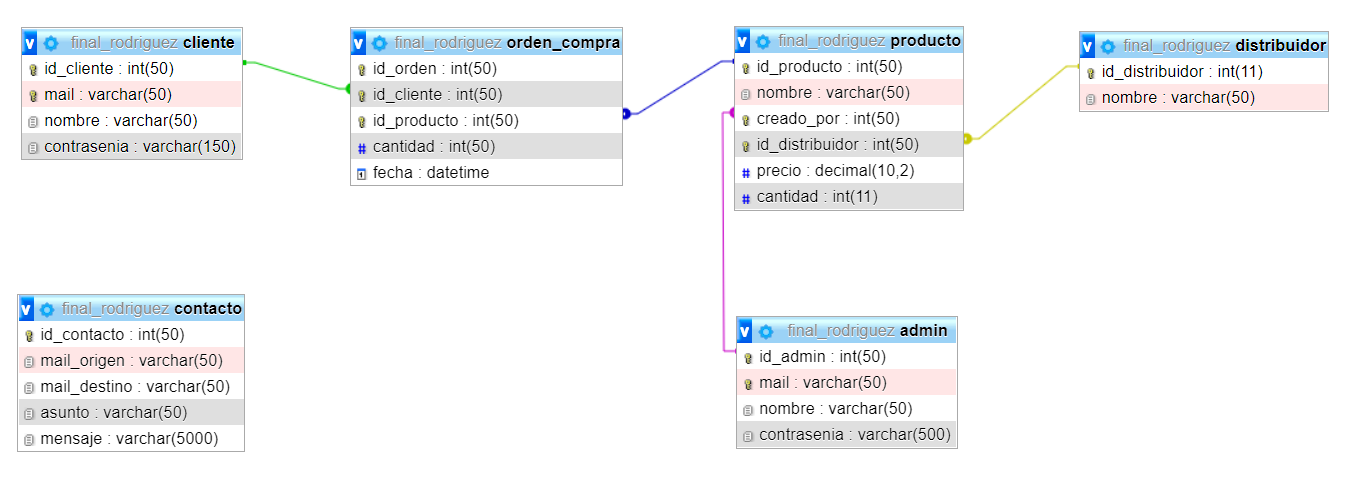 v final_rodriguez cliente
id_cliente : int(50)
mail : varchar(50)
nombre : varchar(50)
contrasenia : varchar(150)
v final_rodriguez orden_compra
id_orden : int(50)
id_cliente : int(50)
id_producto : int(50)
# cantidad : int(50)
fecha : datetime
v final_rodriguez producto
id_producto : int(50)
nombre : varchar(50)
creado_por : int(50)
id_distribuidor : int(50)
# precio : decimal(10,2)
# cantidad : int(11)
v final_rodriguez distribuidor
id_distribuidor : int(11)
nombre : varchar(50)
v final_rodriguez contacto
id_contacto : int(50)
mail_origen : varchar(50)
mail_destino : varchar(50)
asunto : varchar(50)
mensaje : varchar(5000)
v final_rodriguez admin
id_admin : int(50)
mail : varchar(50)
nombre : varchar(50)
contrasenia : varchar(500)